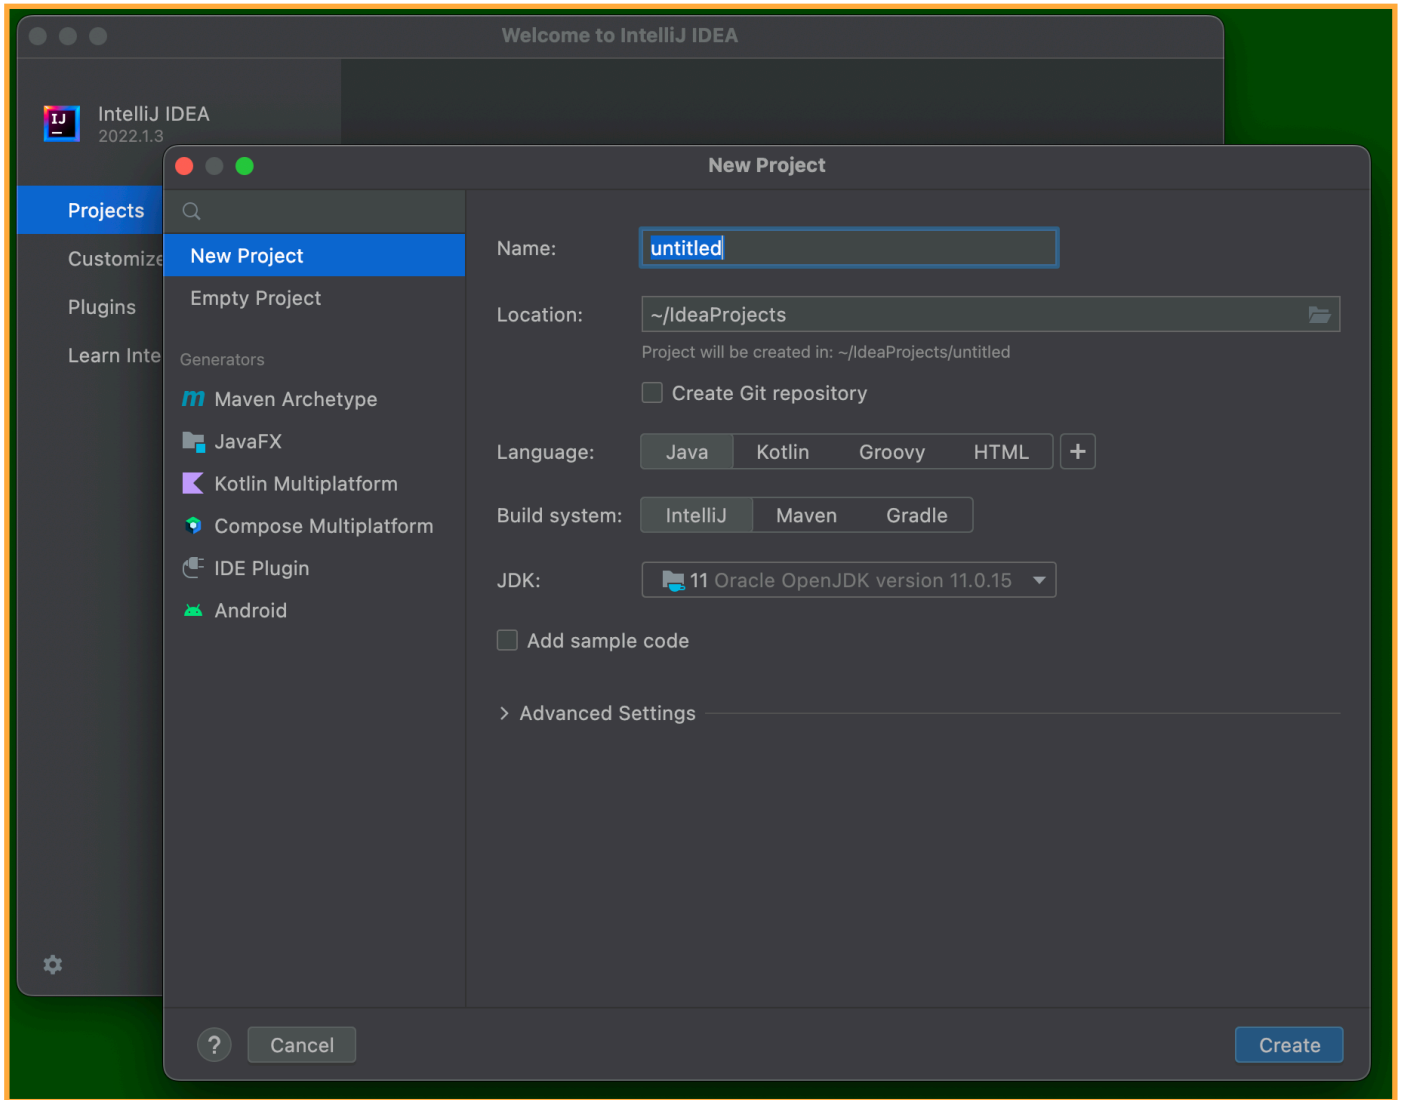 Welcome to IntelliJ IDEA
IJ
IntelliJ IDEA
2022.1.3
Projects
Customize
Plugins
Learn Inte
New Project
New Project
Empty Project
Generators
m Maven Archetype
JavaFX
Kotlin Multiplatform
Compose Multiplatform
IDE Plugin
Android
Name: untitled
Location: ~/IdeaProjects
Project will be created in: ~/IdeaProjects/untitled
Create Git repository
Language: Java Kotlin Groovy HTML +
Build system: IntelliJ Maven Gradle
JDK: 11 Oracle OpenJDK version 11.0.15
Add sample code
Advanced Settings
? Cancel Create